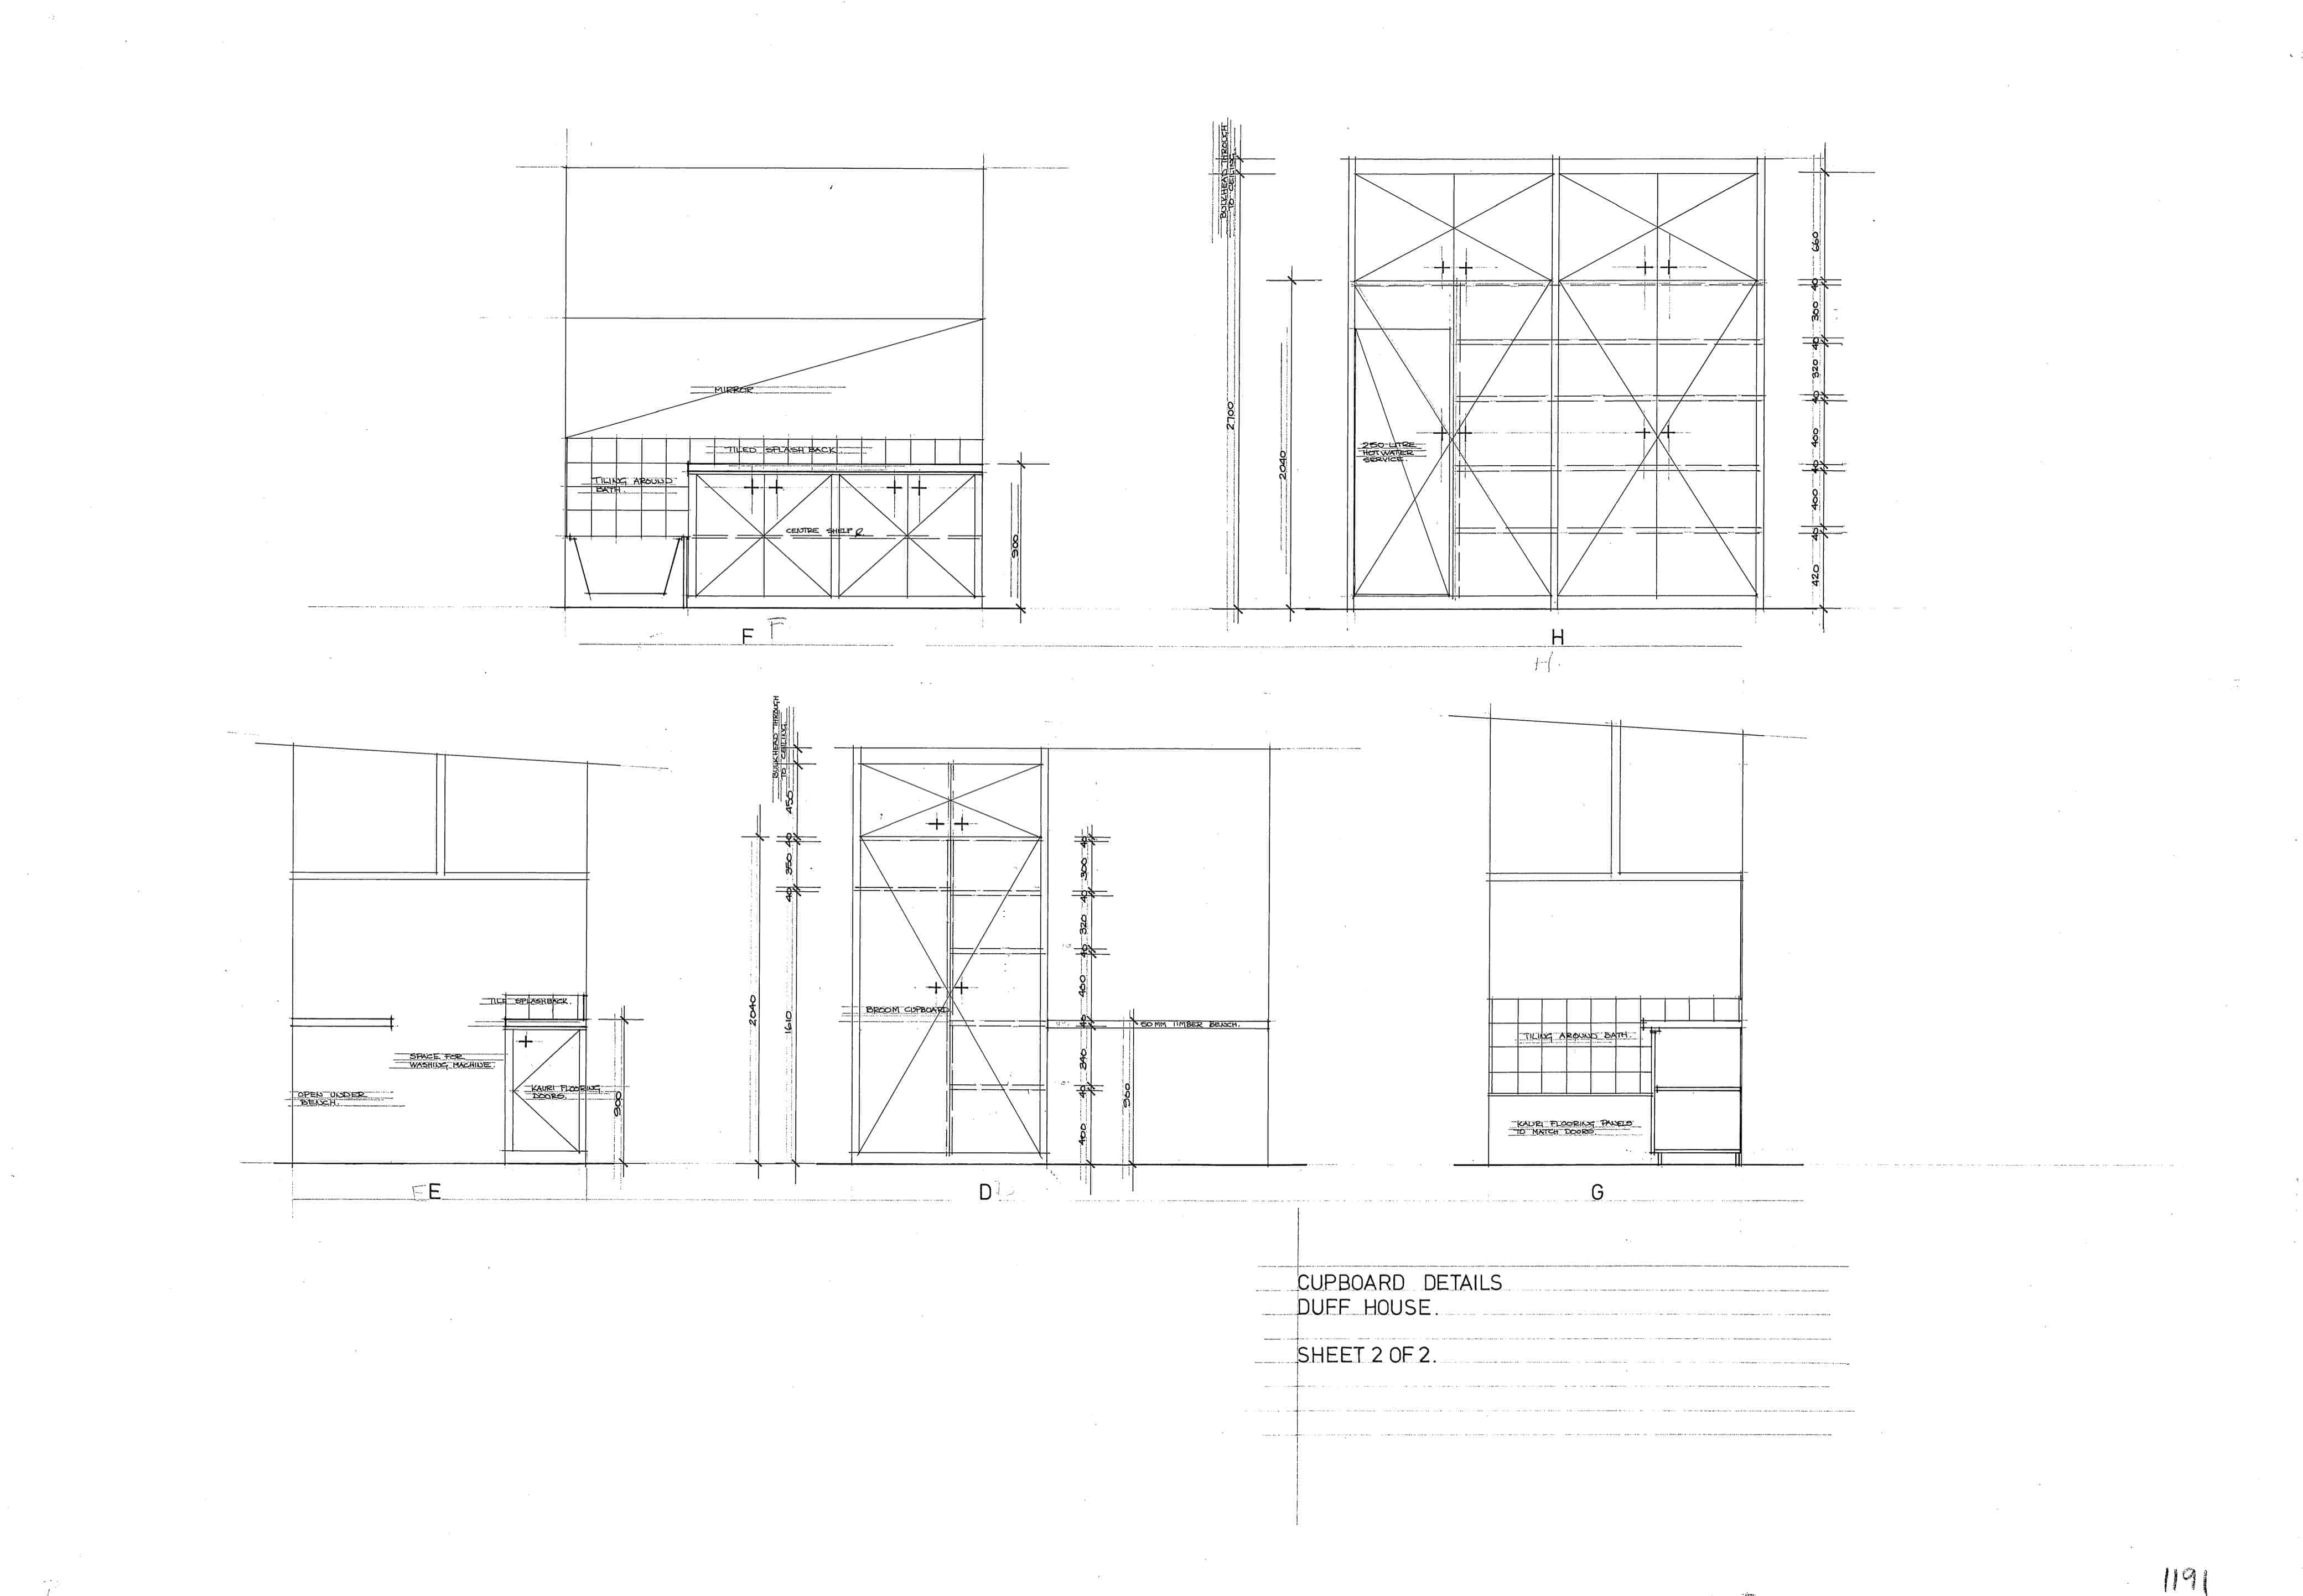 BULKHEAD THROUGH
TO CEILING.
MIRROR
TILED SPLASHBACK.
TILING AROUND
BATH.
CENTRE SHELF
900
F F
2700
2040
250 LITRE
HOT WATER
SERVICE.
660
40
300
40
320
40
400
40
400
40
420
H
H.
TILE SPLASHBACK.
SPACE FOR
WASHING MACHINE
OPEN UNDER
BENCH.
KAURI FLOORING
DOORS.
900
E E
BULKHEAD THROUGH
TO CEILING.
455
40
350
40
2040
1610
BROOM CUPBOARD
40
300
40
320
40
400
40
340
40
400
50 MM TIMBER BENCH.
900
D D
TILING AROUND BATH.
KAURI FLOORING PANELS
TO MATCH DOORS.
G
CUPBOARD DETAILS
DUFF HOUSE.
SHEET 2 OF 2.
1191